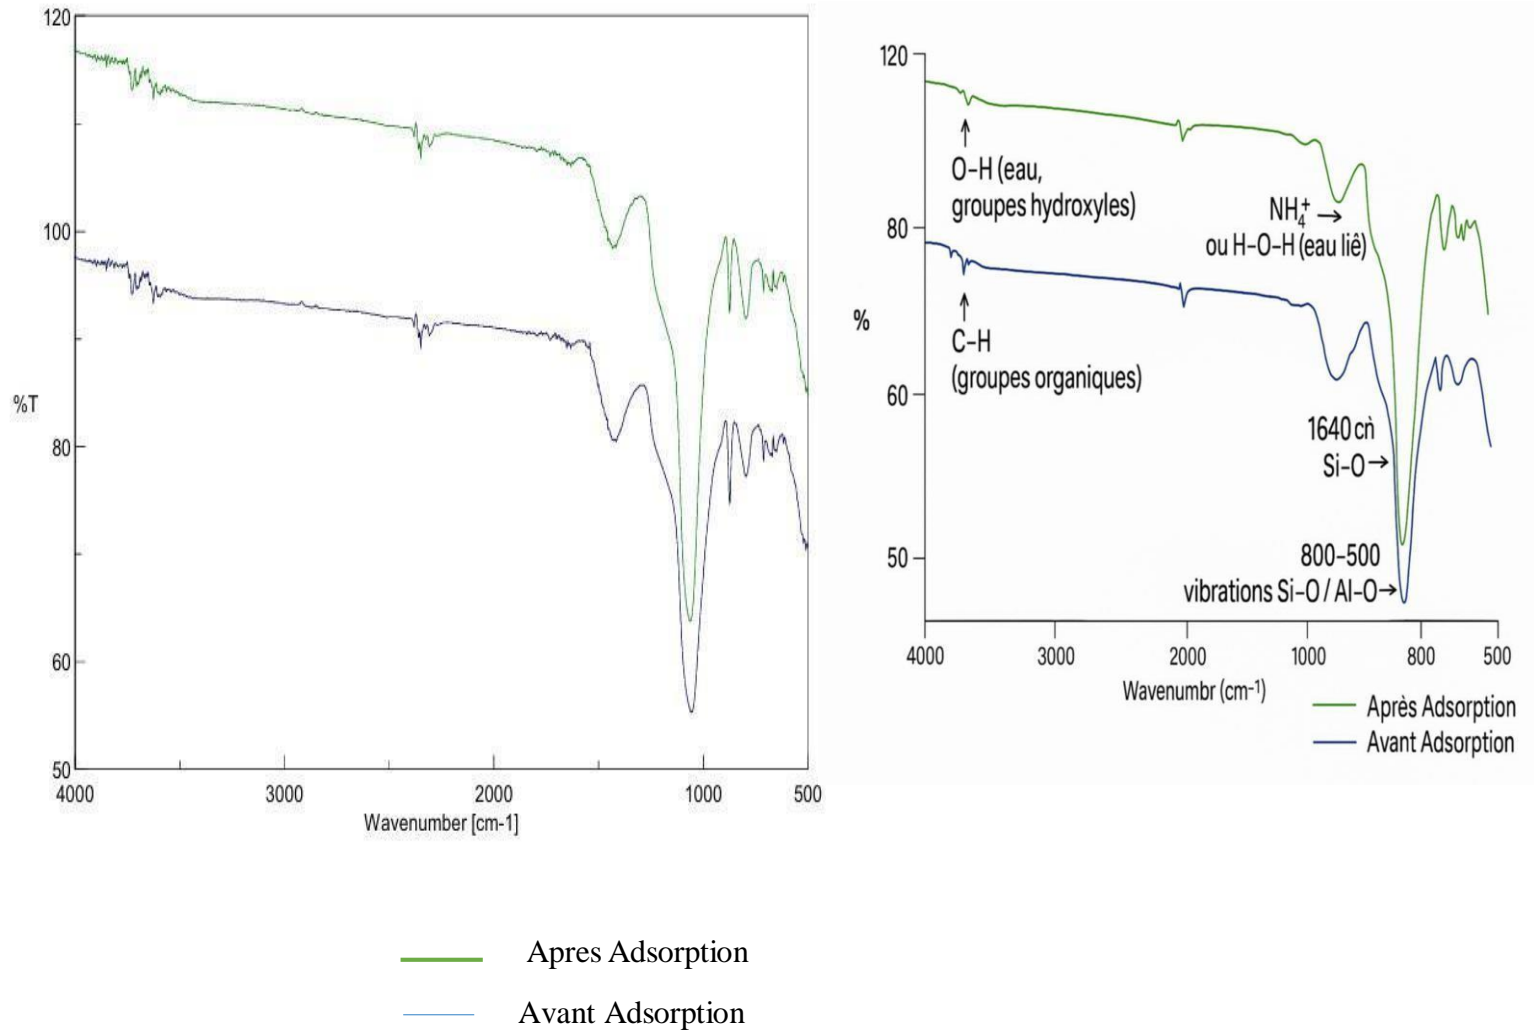 120
100
%T
80
60
50
4000
3000
2000
1000
500
Wavenumber [cm-1]
120
O-H (eau,
groupes hydroxyles)
NH4+
ou H-O-H (eau liê)
80
%
C-H
(groupes organiques)
60
1640 cǹ
Si-O
50
800-500
vibrations Si-O / Al-O
4000
3000
2000
1000
800
500
Wavenumbr (cm⁻¹)
Après Adsorption
Avant Adsorption
Apres Adsorption
Avant Adsorption